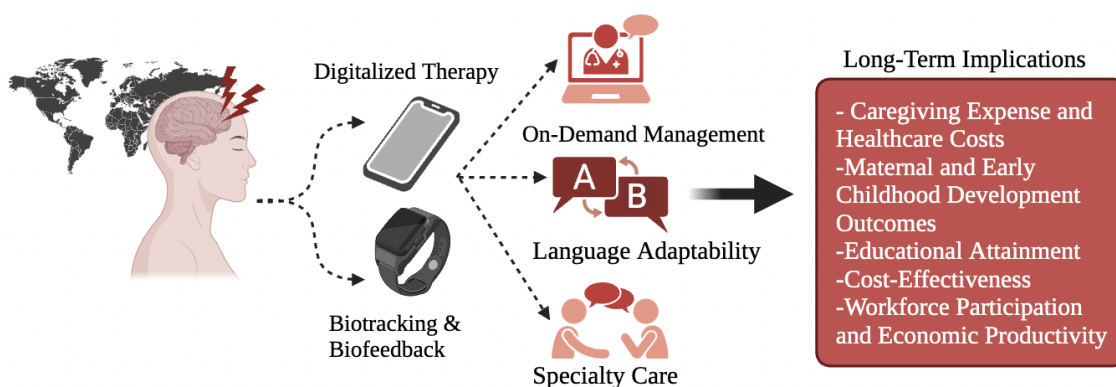 Digitalized Therapy
Biotracking &
Biofeedback
On-Demand Management
A
B
Language Adaptability
Specialty Care
Long-Term Implications
- Caregiving Expense and
Healthcare Costs
-Maternal and Early
Childhood Development
Outcomes
-Educational Attainment
-Cost-Effectiveness
-Workforce Participation
and Economic Productivity